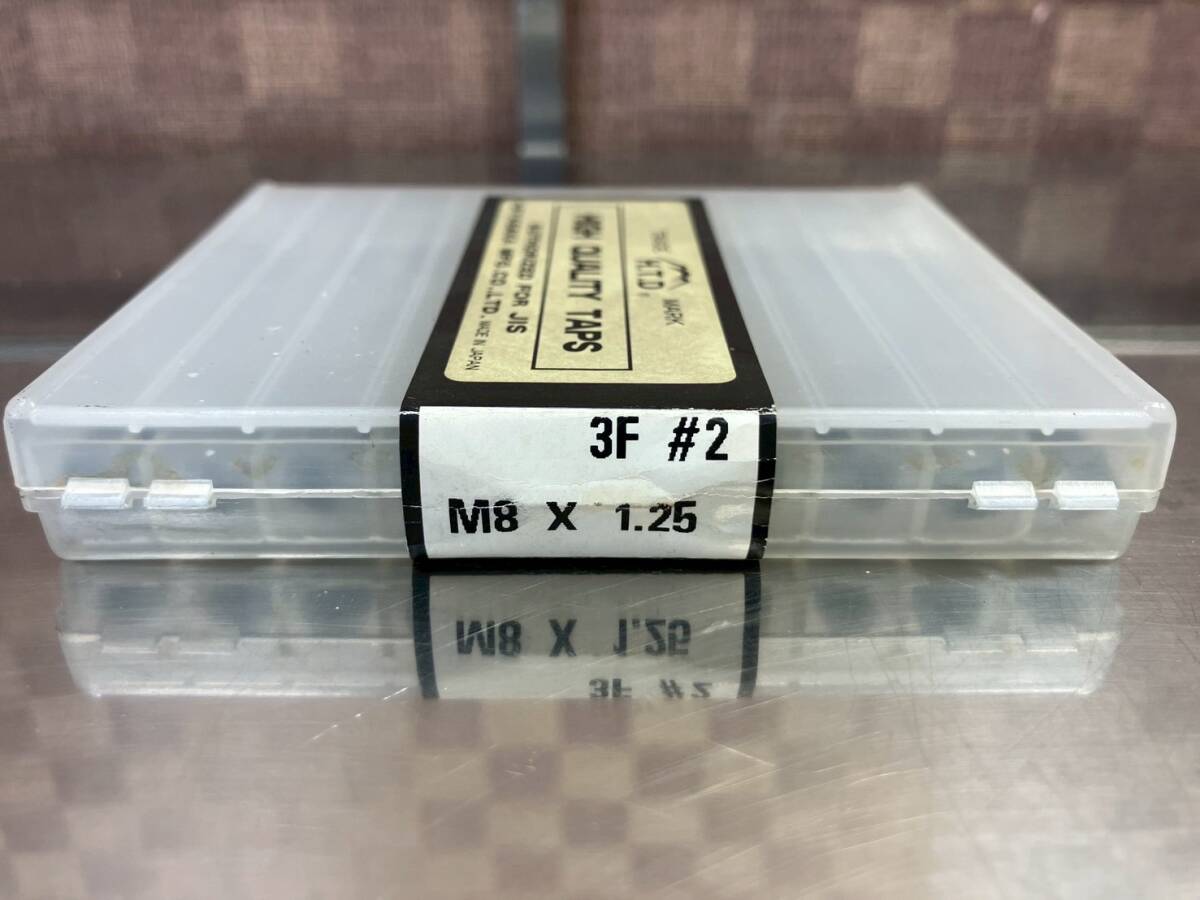 TRADE MARK
H.T.D.
HIGH QUALITY TAPS
AUTHORIZED FOR JIS
MFG.CO.,LTD. MADE IN JAPAN
3F #2
M8 X 1.25